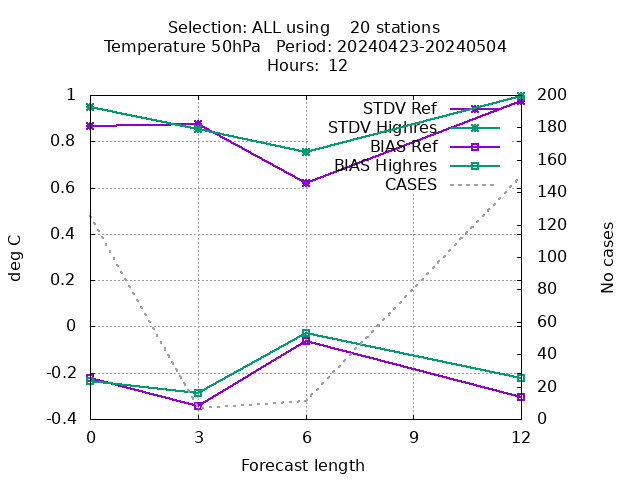 Selection: ALL using    20 stations
Temperature 50hPa   Period: 20240423-20240504
Hours:  12
deg C
No cases
1
0.8
0.6
0.4
0.2
0
-0.2
-0.4
200
180
160
140
120
100
80
60
40
20
0
STDV Ref
STDV Highres
BIAS Ref
BIAS Highres
CASES
0 3 6 9 12
Forecast length